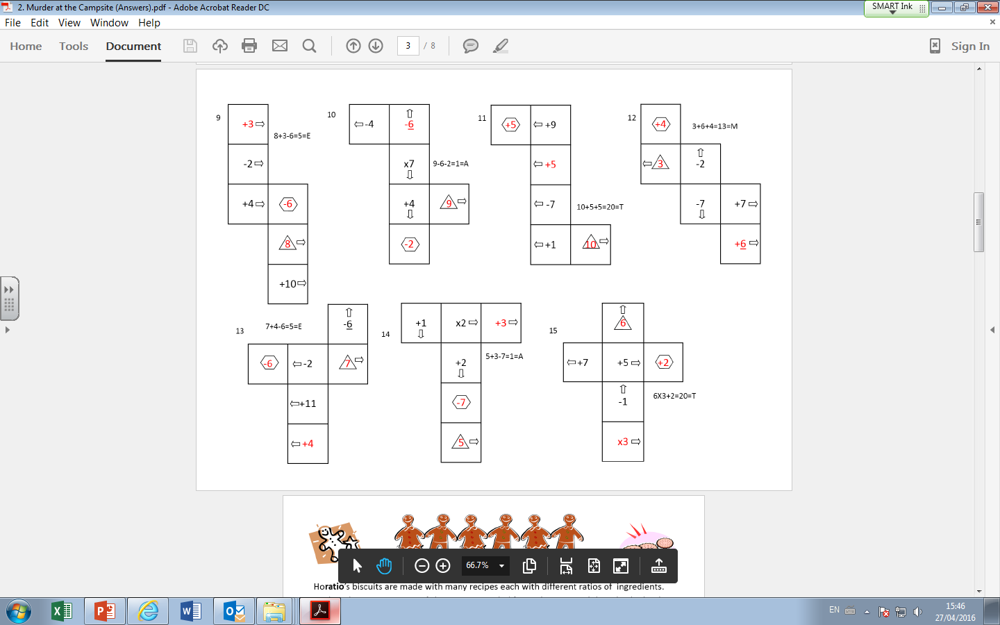 2. Murder at the Campsite (Answers).pdf - Adobe Acrobat Reader DC
SMART Ink
File Edit View Window Help
Home Tools Document 3 / 8 Sign In
9
+3
8+3-6=5=E
-2
+4 -6
8
+10
10
-4 -6
x7
9-6-2=1=A
+4 9
-2
11
+5 +9
+5
-7
10+5+5=20=T
+1 10
12
+4
3+6+4=13=M
3 -2
-7 +7
+6
13
7+4-6=5=E
-6
-6 -2 7
+11
+4
14
+1 x2 +3
+2
5+3-7=1=A
-7
5
15
6
+7 +5 +2
-1
6X3+2=20=T
x3
66.7%
Horatio's biscuits are made with many recipes each with different ratios of ingredients.
EN
15:46
27/04/2016